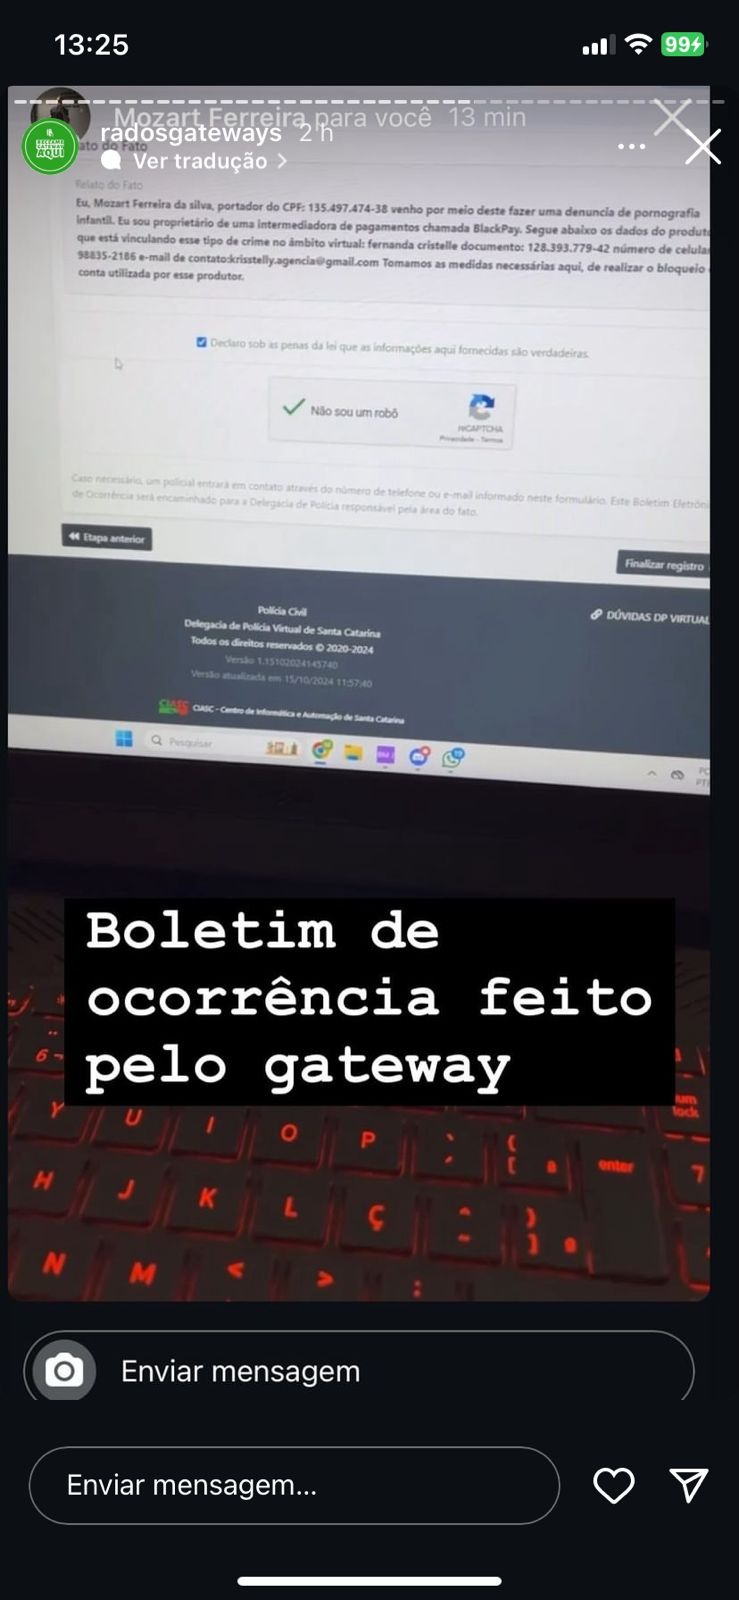 13:25
99
Mozart Ferreira para você 13 min
radosgateways 2 h
RECLAME
AQUI
ato do Fato
Ver tradução
Relato do Fato
Eu, Mozart Ferreira da silva, portador do CPF: 135.497.474-38 venho por meio deste fazer uma denuncia de pornografia
infantil. Eu sou proprietário de uma intermediadora de pagamentos chamada BlackPay. Segue abaixo os dados do produt
que está vinculando esse tipo de crime no âmbito virtual: fernanda cristelle documento: 128.393.779-42 número de celula
98835-2186 e-mail de contato:krisstelly.agencia@gmail.com Tomamos as medidas necessárias aqui, de realizar o bloqueio
conta utilizada por esse produtor.
Declaro sob as penas da lei que as informações aqui fornecidas são verdadeiras.
Não sou um robô
reCAPTCHA
Privacidade - Termos
Caso necessário, um policial entrará em contato através do número de telefone ou e-mail informado neste formulário. Este Boletim Eletrôni
de Ocorrência será encaminhado para a Delegacia de Polícia responsável pela área do fato.
Etapa anterior
Finalizar registro
Polícia Civil
DÚVIDAS DP VIRTUAL
Delegacia de Polícia Virtual de Santa Catarina
Todos os direitos reservados © 2020-2024
Versão 1.15102024145740
Versão atualizada em 15/10/2024 11:57:40
CIASC CIASC - Centro de Informática e Automação de Santa Catarina
Pesquisar
Boletim de
ocorrência feito
pelo gateway
6
num
lock
Y U I O P ` ´ { [ ª enter 7
H J K L Ç ^ ~ } ] º
N M < > :
Enviar mensagem
Enviar mensagem...